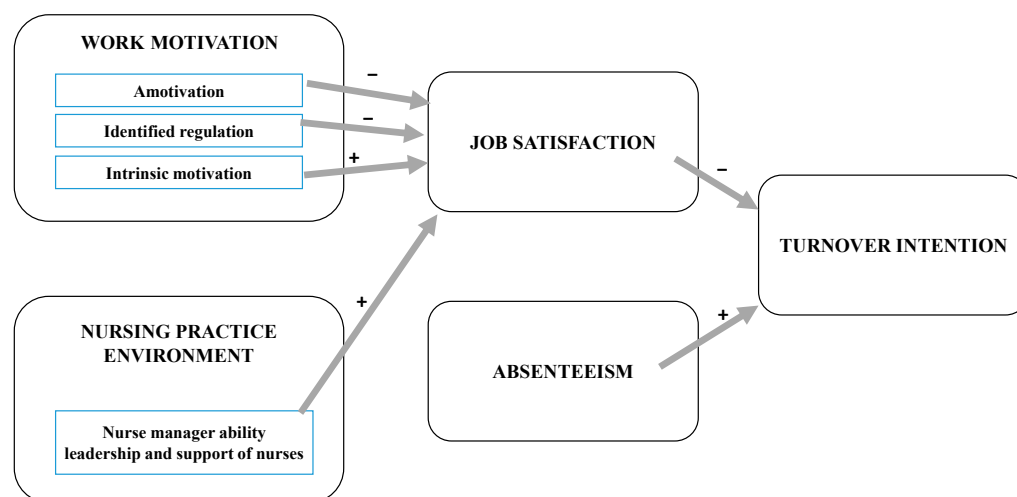 WORK MOTIVATION
Amotivation
Identified regulation
Intrinsic motivation
–
–
+
JOB SATISFACTION
–
TURNOVER INTENTION
NURSING PRACTICE
ENVIRONMENT
+
Nurse manager ability
leadership and support of nurses
ABSENTEEISM
+